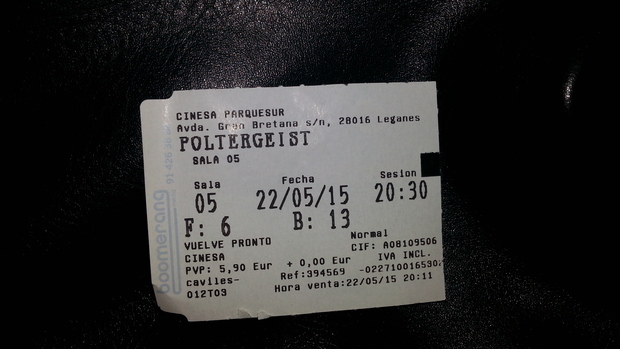 CINESA PARQUESUR
Avda. Gran Bretana s/n, 28016 Leganes
POLTERGEIST
SALA 05
Sala Fecha Sesion
05 22/05/15 20:30
F: 6 B: 13 Normal
VUELVE PRONTO CIF: A08109506
CINESA IVA INCL.
PVP: 5,90 Eur + 0,00 Eur
caviles- Ref:394569 -0227100165302
012T03 Hora venta:22/05/15 20:11
boomerang